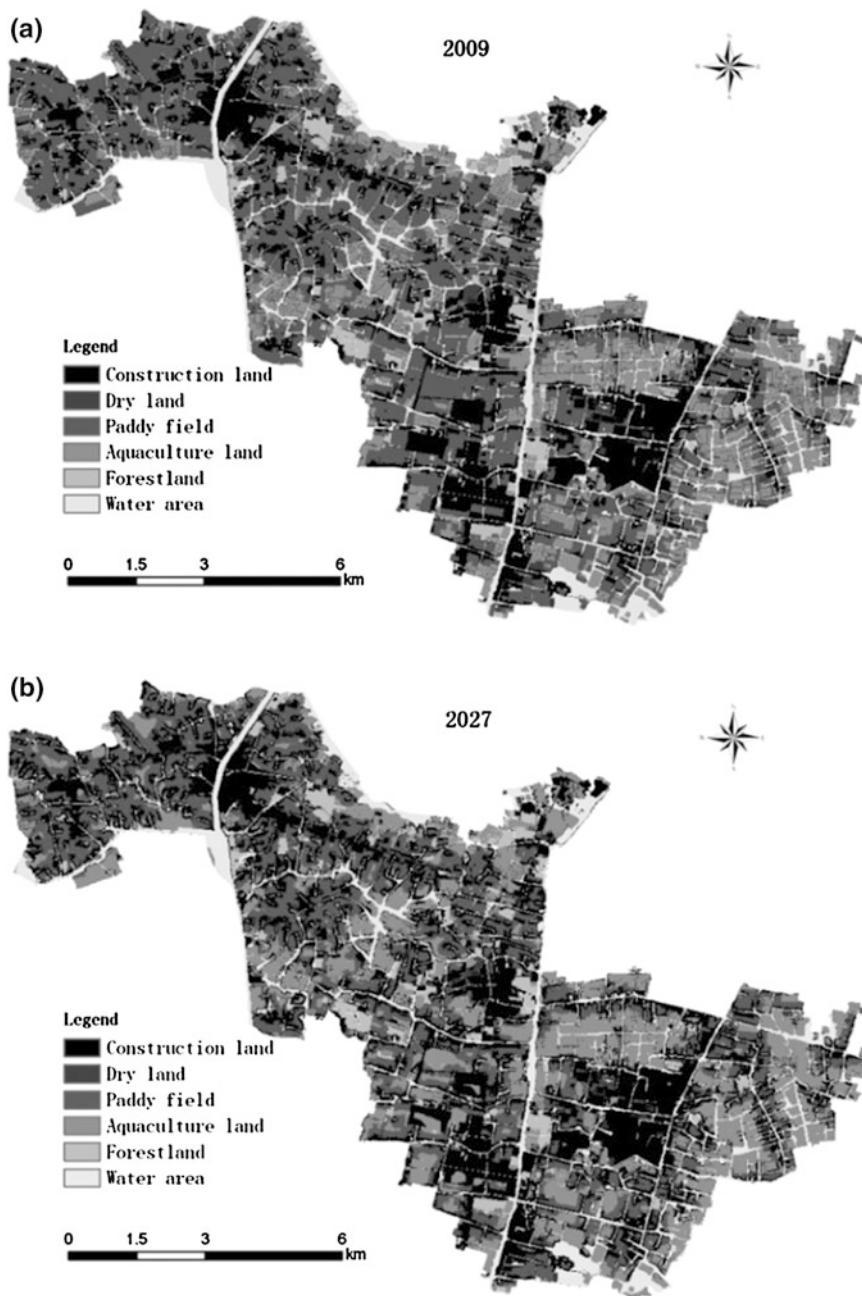 (a)
2009
Legend
Construction land
Dry land
Paddy field
Aquaculture land
Forestland
Water area
0 1.5 3 6
km
(b)
2027
Legend
Construction land
Dry land
Paddy field
Aquaculture land
Forestland
Water area
0 1.5 3 6
km